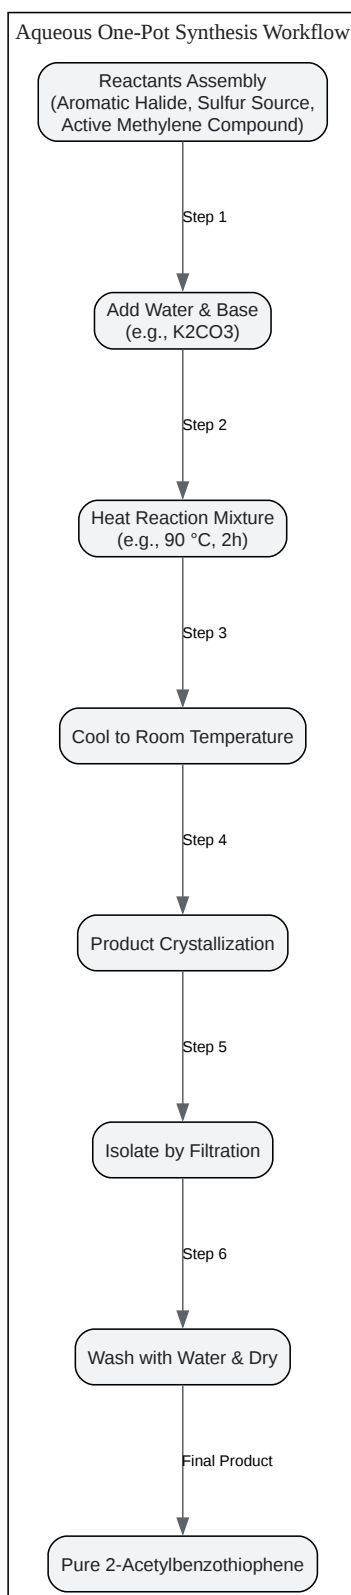 Aqueous One-Pot Synthesis Workflow
Reactants Assembly
(Aromatic Halide, Sulfur Source,
Active Methylene Compound)
Step 1
Add Water & Base
(e.g., K2CO3)
Step 2
Heat Reaction Mixture
(e.g., 90 °C, 2h)
Step 3
Cool to Room Temperature
Step 4
Product Crystallization
Step 5
Isolate by Filtration
Step 6
Wash with Water & Dry
Final Product
Pure 2-Acetylbenzothiophene